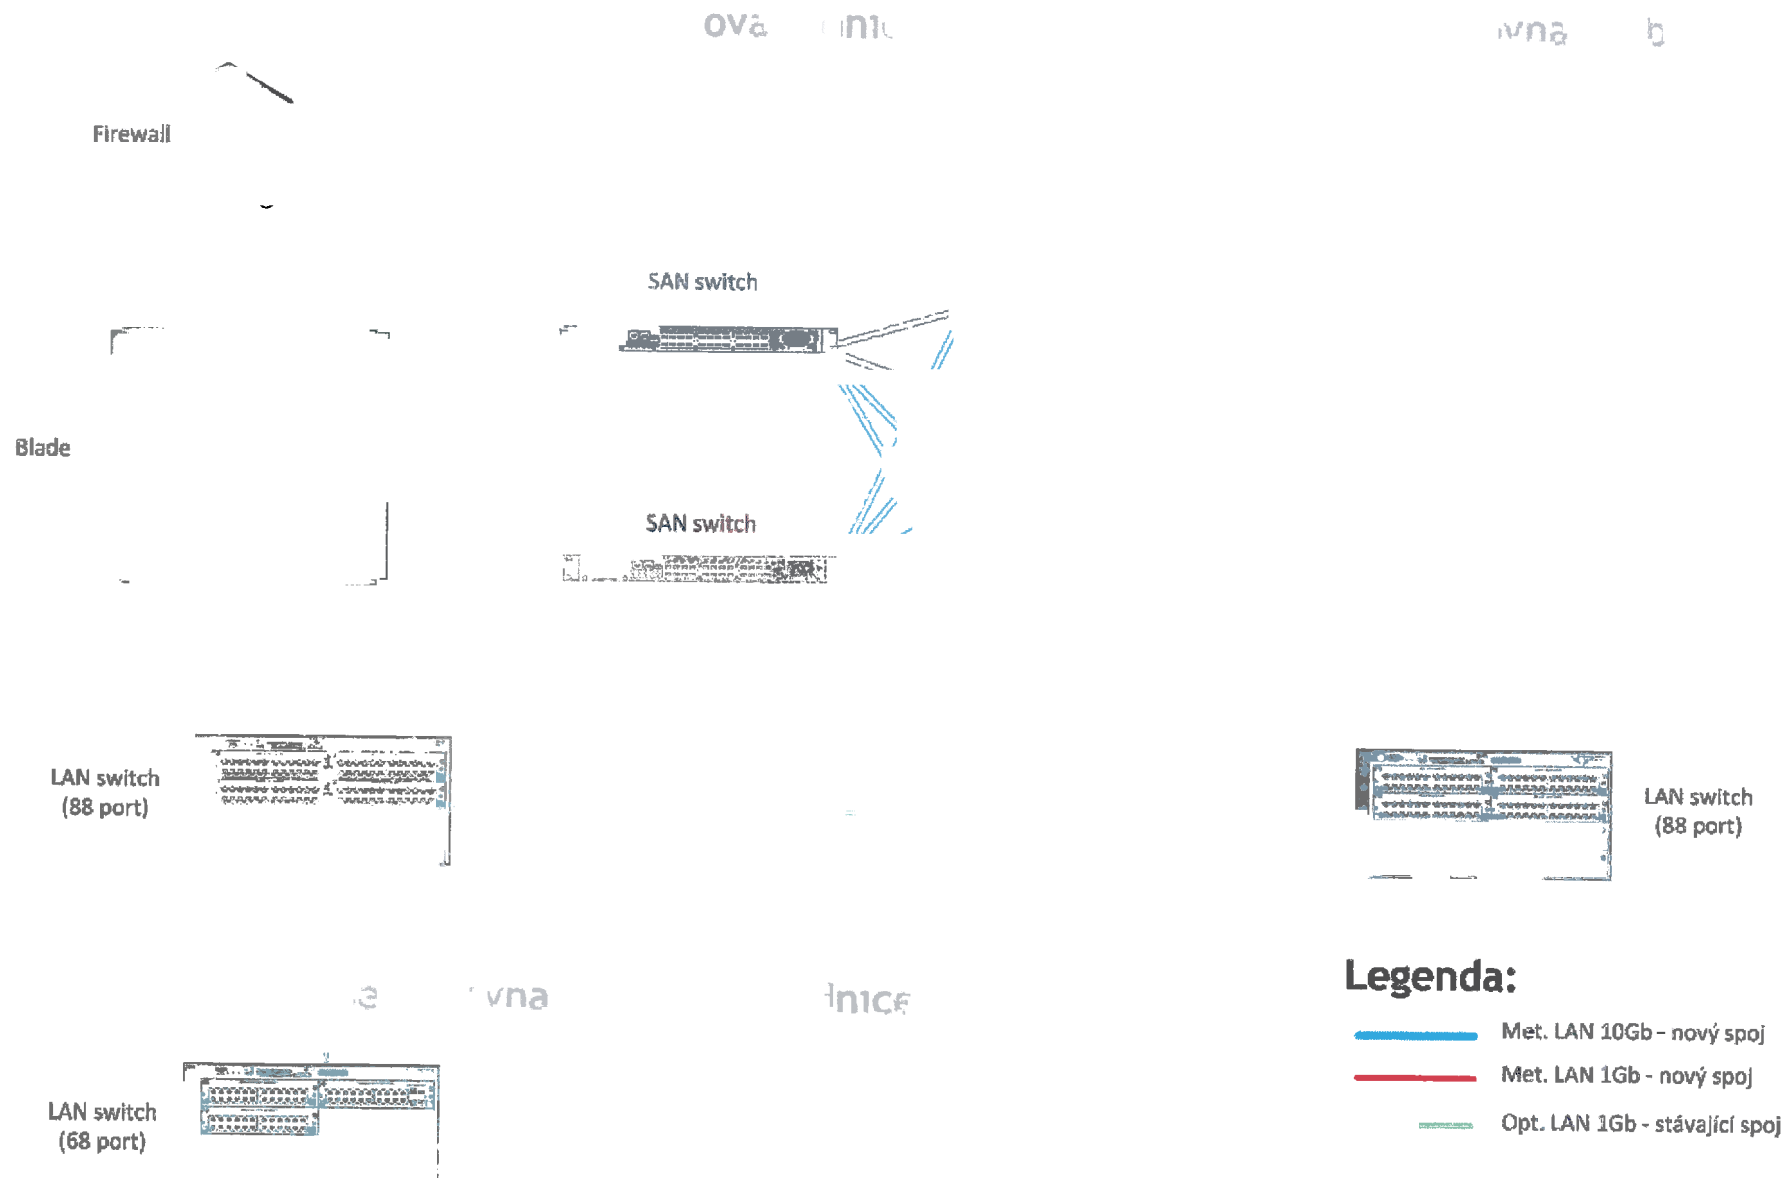 Firewall
SAN switch
Blade
SAN switch
LAN switch
(88 port)
LAN switch
(88 port)
Legenda:
Met. LAN 10Gb - nový spoj
Met. LAN 1Gb - nový spoj
Opt. LAN 1Gb - stávající spoj
LAN switch
(68 port)